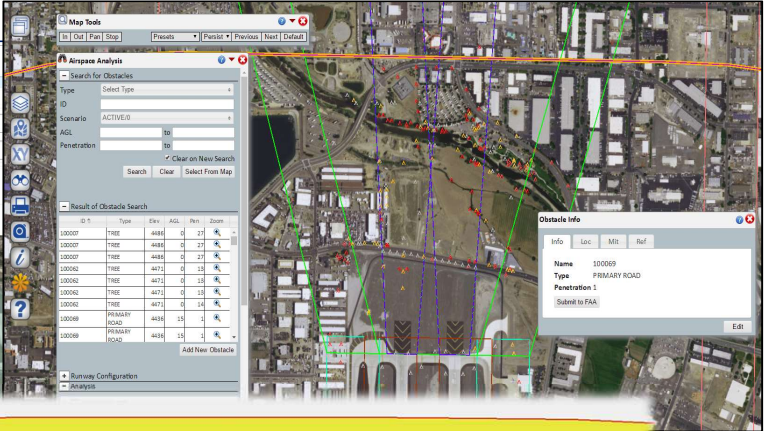 Map Tools
In Out Pan Stop Presets Persist Previous Next Default
Airspace Analysis
Search for Obstacles
Type Select Type
ID
Scenario ACTIVE/0
AGL to
Penetration to
Clear on New Search
Search Clear Select From Map
Result of Obstacle Search
ID Type Elev AGL Pen Zoom
100007 TREE 4486 0 27
100007 TREE 4486 0 27
100007 TREE 4486 0 27
100062 TREE 4471 0 13
100062 TREE 4471 0 13
100062 TREE 4471 0 13
100062 TREE 4471 0 14
100069 PRIMARY ROAD 4436 15 1
100069 PRIMARY ROAD 4436 15 1
Add New Obstacle
Runway Configuration
Analysis
XY
Obstacle Info
Info Loc Mit Ref
Name 100069
Type PRIMARY ROAD
Penetration 1
Submit to FAA
Edit